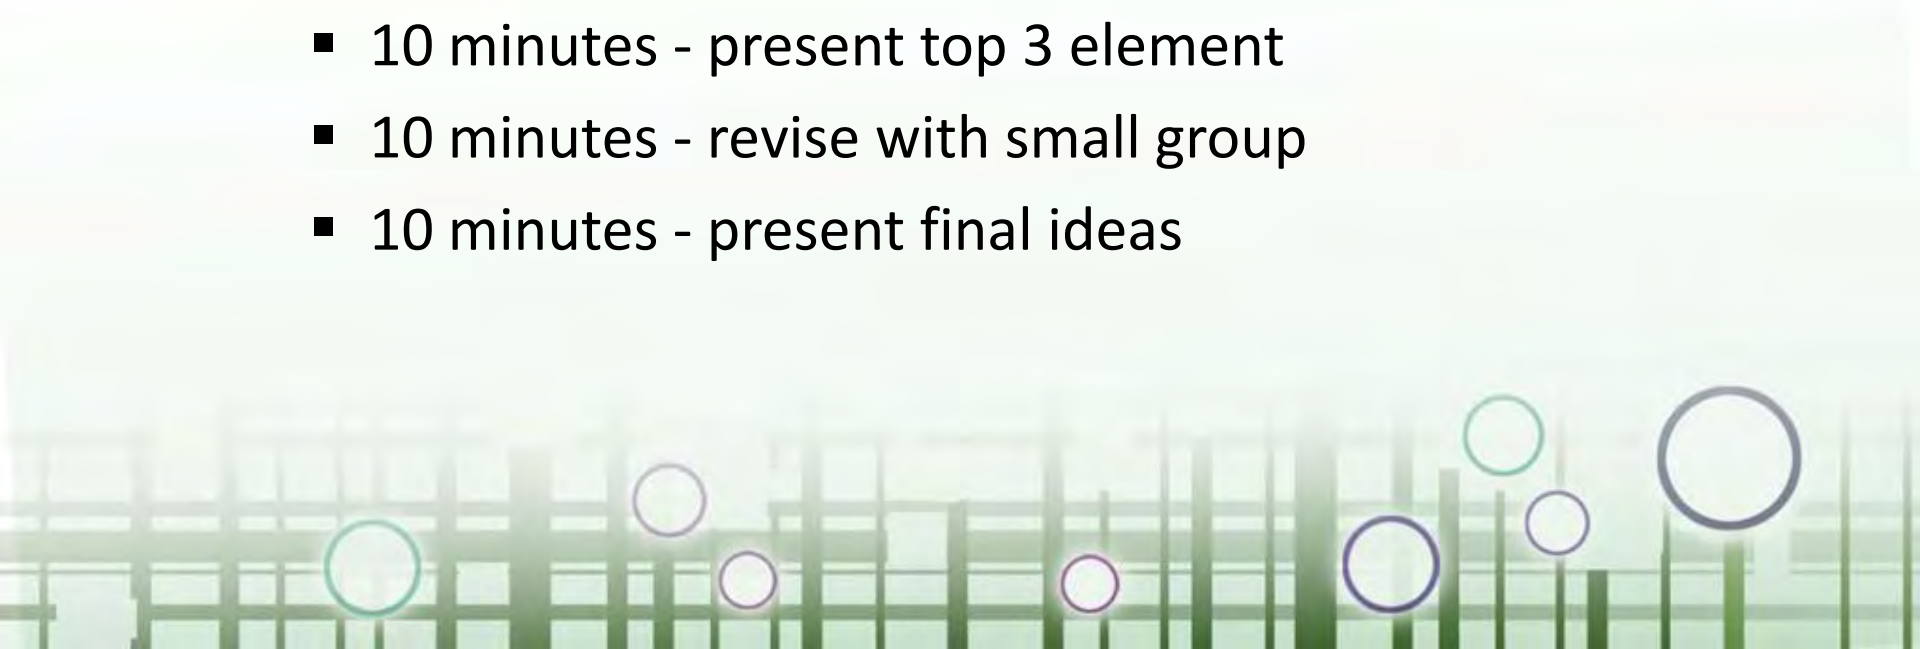 ▪ 10 minutes - present top 3 element
▪ 10 minutes - revise with small group
▪ 10 minutes - present final ideas